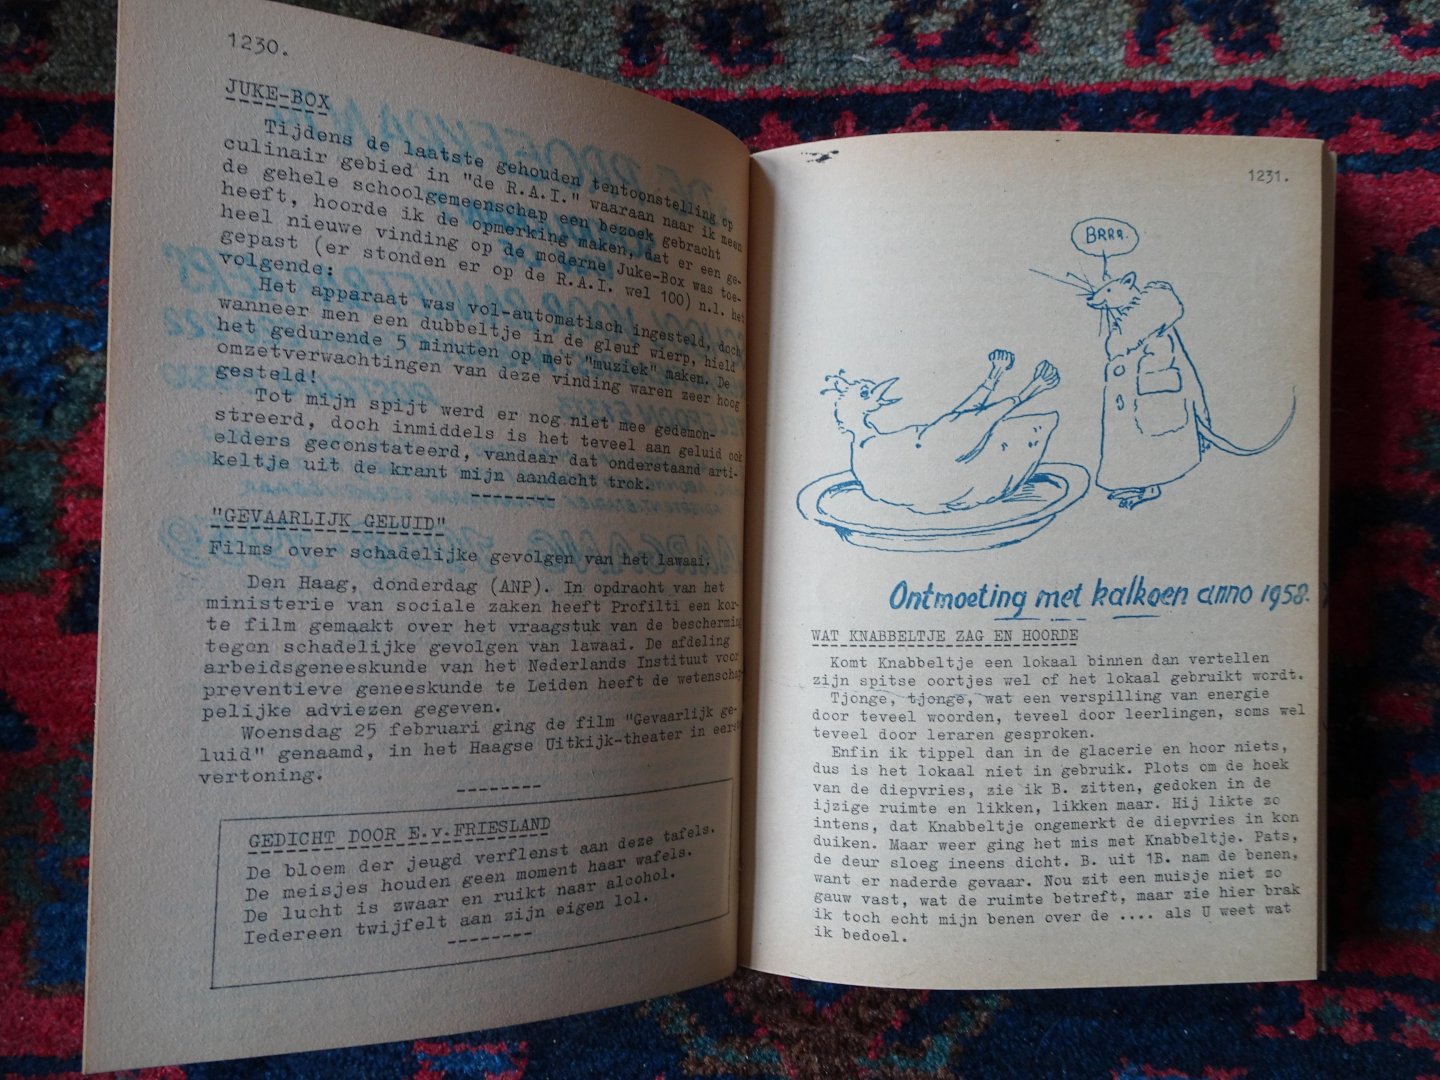 1230.
JUKE-BOX
Tijdens de laatste gehouden tentoonstelling op
culinair gebied in "de R.A.I." waaraan naar ik meen
de gehele schoolgemeenschap een bezoek gebracht
heeft, hoorde ik de opmerking maken, dat er een ge-
heel nieuwe vinding op de moderne Juke-Box was toe-
gepast (er stonden er op de R.A.I. wel 100) n.l. het
volgende:
Het apparaat was vol-automatisch ingesteld, doch
wanneer men een dubbeltje in de gleuf wierp, hield
het gedurende 5 minuten op met "muziek" maken. De
omzetverwachtingen van deze vinding waren zeer hoog
gesteld!
Tot mijn spijt werd er nog niet mee gedemon-
streerd, doch inmiddels is het teveel aan geluid ook
elders geconstateerd, vandaar dat onderstaand arti-
keltje uit de krant mijn aandacht trok.
"GEVAARLIJK GELUID"
Films over schadelijke gevolgen van het lawaai.
Den Haag, donderdag (ANP). In opdracht van het
ministerie van sociale zaken heeft Profilti een kor-
te film gemaakt over het vraagstuk van de bescherming
tegen schadelijke gevolgen van lawaai. De afdeling
arbeidsgeneeskunde van het Nederlands Instituut voor
preventieve geneeskunde te Leiden heeft de wetenschap-
pelijke adviezen gegeven.
Woensdag 25 februari ging de film "Gevaarlijk ge-
luid" genaamd, in het Haagse Uitkijk-theater in eerste
vertoning.
GEDICHT DOOR E.v.FRIESLAND
De bloem der jeugd verflenst aan deze tafels.
De meisjes houden geen moment haar wafels.
De lucht is zwaar en ruikt naar alcohol.
Iedereen twijfelt aan zijn eigen lol.
1231.
BRRR.
Ontmoeting met kalkoen anno 1958.
WAT KNABBELTJE ZAG EN HOORDE
Komt Knabbeltje een lokaal binnen dan vertellen
zijn spitse oortjes wel of het lokaal gebruikt wordt.
Tjonge, tjonge, wat een verspilling van energie
door teveel woorden, teveel door leerlingen, soms wel
teveel door leraren gesproken.
Enfin ik tippel dan in de glacerie en hoor niets,
dus is het lokaal niet in gebruik. Plots om de hoek
van de diepvries, zie ik B. zitten, gedoken in de
ijzige ruimte en likken, likken maar. Hij likte zo
intens, dat Knabbeltje ongemerkt de diepvries in kon
duiken. Maar weer ging het mis met Knabbeltje. Pats,
de deur sloeg ineens dicht. B. uit 1B. nam de benen,
want er naderde gevaar. Nou zit een muisje niet zo
gauw vast, wat de ruimte betreft, maar zie hier brak
ik toch echt mijn benen over de .... als U weet wat
ik bedoel.